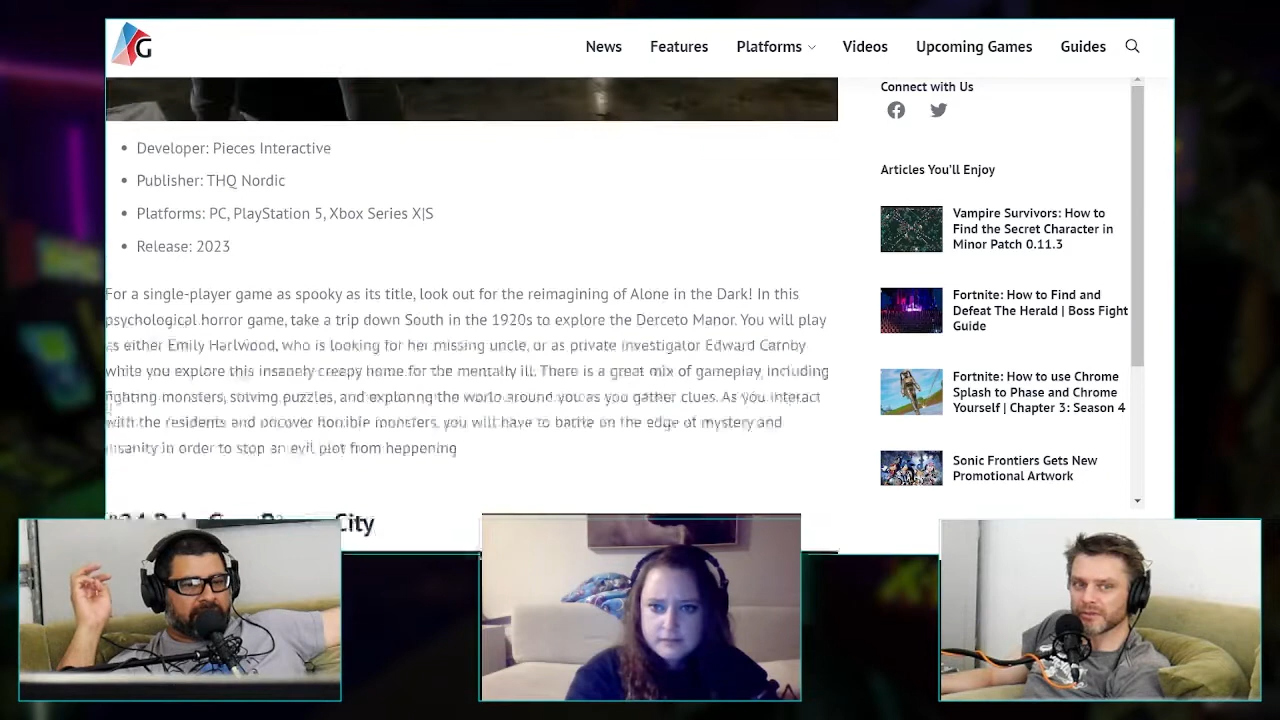 G
News Features Platforms Videos Upcoming Games Guides
Connect with Us
Developer: Pieces Interactive
Publisher: THQ Nordic
Platforms: PC, PlayStation 5, Xbox Series X|S
Release: 2023
For a single-player game as spooky as its title, look out for the reimagining of Alone in the Dark! In this
psychological horror game, take a trip down South in the 1920s to explore the Derceto Manor. You will play
as either Emily Hartwood, who is looking for her missing uncle, or as private investigator Edward Carnby
while you explore this insanely creepy home for the mentally ill. There is a great mix of gameplay, including
fighting monsters, solving puzzles, and exploring the world around you as you gather clues. As you interact
with the residents and uncover horrible monsters, you will have to battle on the edge of mystery and
insanity in order to stop an evil plot from happening
City
Articles You'll Enjoy
Vampire Survivors: How to
Find the Secret Character in
Minor Patch 0.11.3
Fortnite: How to Find and
Defeat The Herald | Boss Fight
Guide
Fortnite: How to use Chrome
Splash to Phase and Chrome
Yourself | Chapter 3: Season 4
Sonic Frontiers Gets New
Promotional Artwork